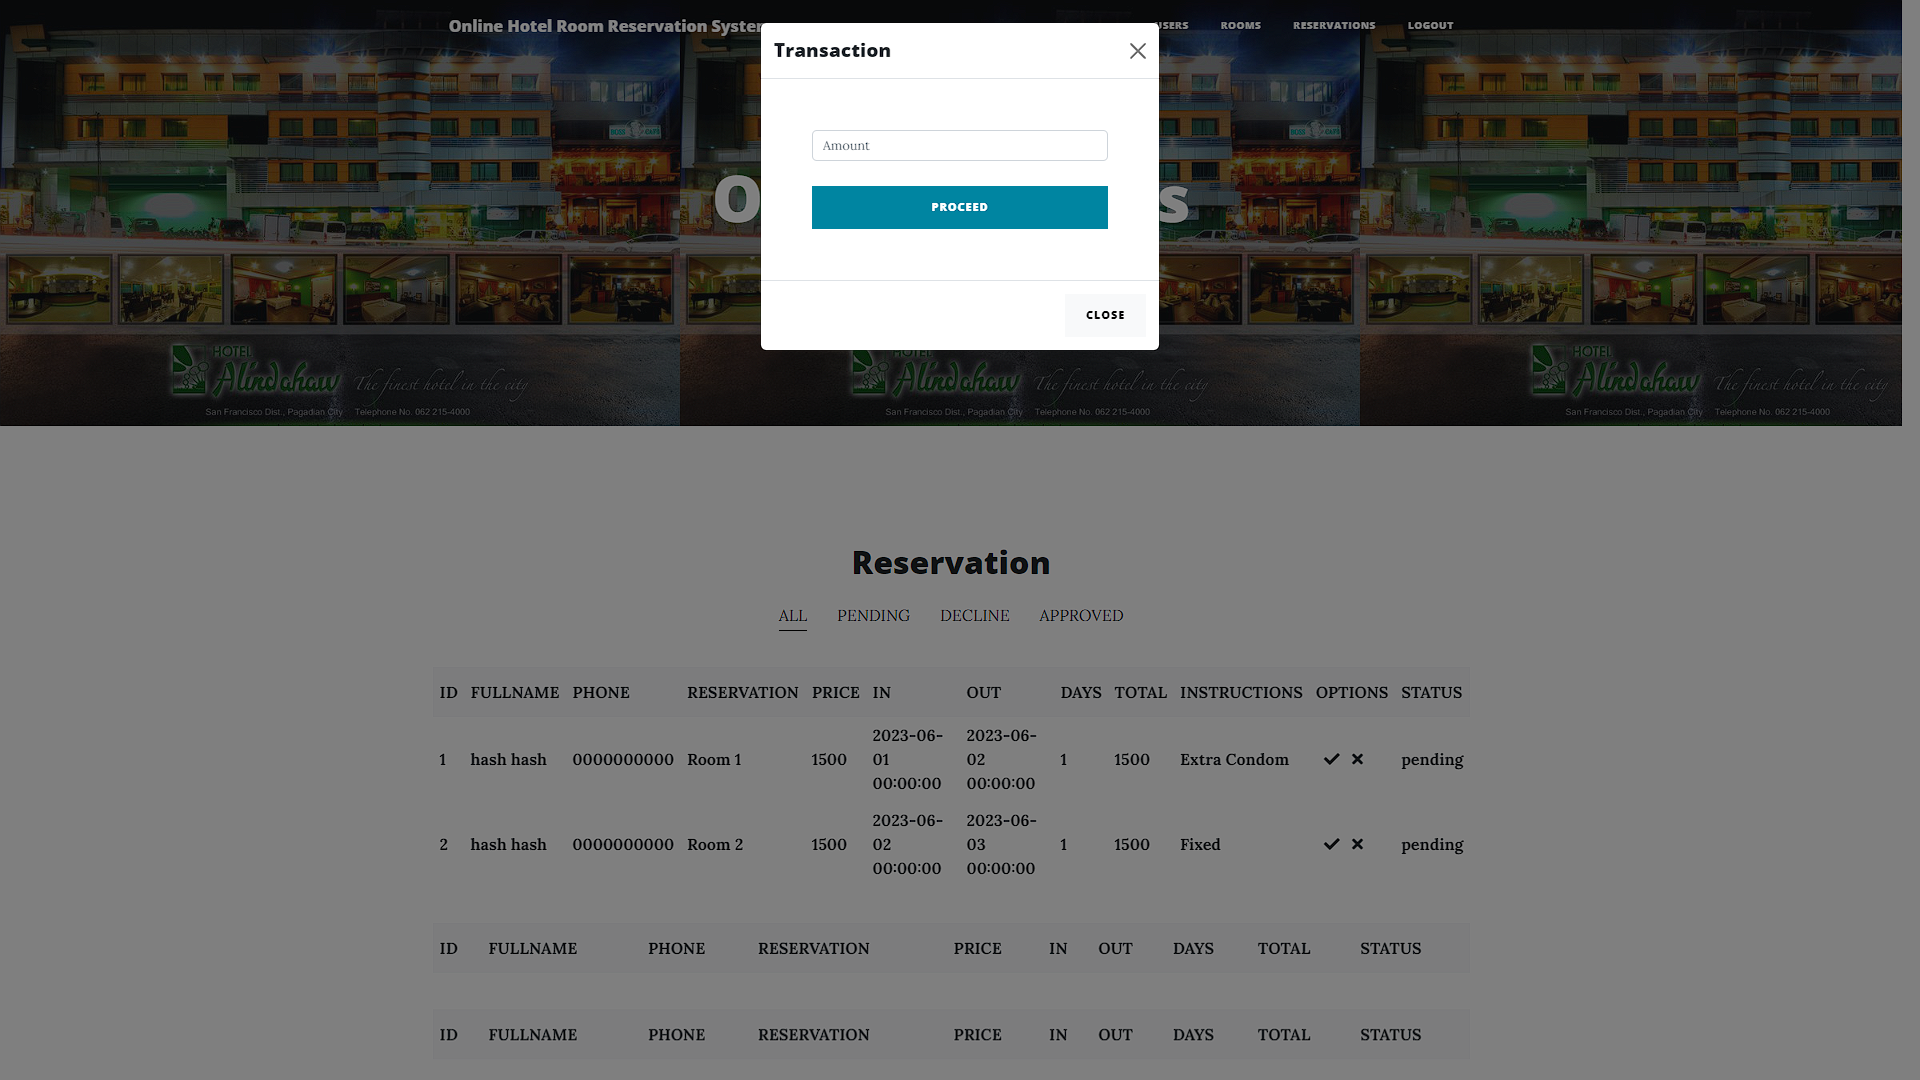 Online Hotel Room Reservation System
USERS
ROOMS
RESERVATIONS
LOGOUT
Transaction
Amount
PROCEED
CLOSE
O
s
BOSS CAFE
BOSS CAFE
HOTEL
Alindahaw The finest hotel in the city
San Francisco Dist., Pagadian City Telephone No. 062 215-4000
HOTEL
Alindahaw The finest hotel in the city
San Francisco Dist., Pagadian City Telephone No. 062 215-4000
HOTEL
Alindahaw The finest hotel in the city
San Francisco Dist., Pagadian City Telephone No. 062 215-4000
Reservation
ALL PENDING DECLINE APPROVED
ID FULLNAME PHONE RESERVATION PRICE IN OUT DAYS TOTAL INSTRUCTIONS OPTIONS STATUS
1 hash hash 0000000000 Room 1 1500 2023-06-01 00:00:00 2023-06-02 00:00:00 1 1500 Extra Condom pending
2 hash hash 0000000000 Room 2 1500 2023-06-02 00:00:00 2023-06-03 00:00:00 1 1500 Fixed pending
ID FULLNAME PHONE RESERVATION PRICE IN OUT DAYS TOTAL STATUS
ID FULLNAME PHONE RESERVATION PRICE IN OUT DAYS TOTAL STATUS